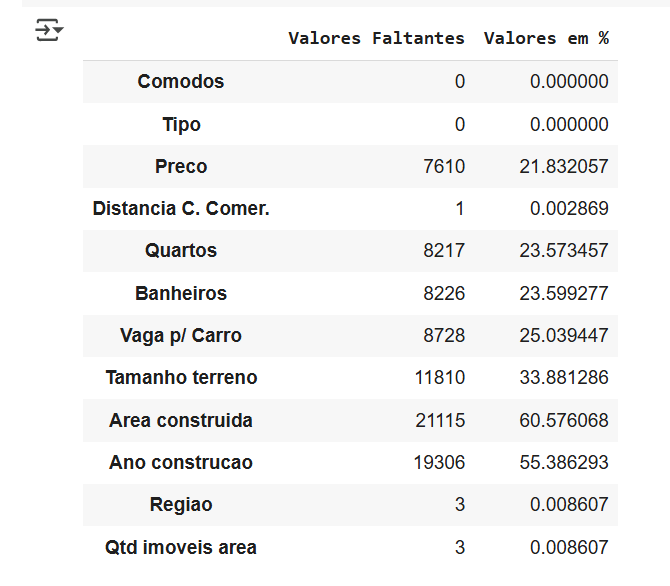 Valores Faltantes Valores em %
Comodos 0 0.000000
Tipo 0 0.000000
Preco 7610 21.832057
Distancia C. Comer. 1 0.002869
Quartos 8217 23.573457
Banheiros 8226 23.599277
Vaga p/ Carro 8728 25.039447
Tamanho terreno 11810 33.881286
Area construida 21115 60.576068
Ano construcao 19306 55.386293
Regiao 3 0.008607
Qtd imoveis area 3 0.008607